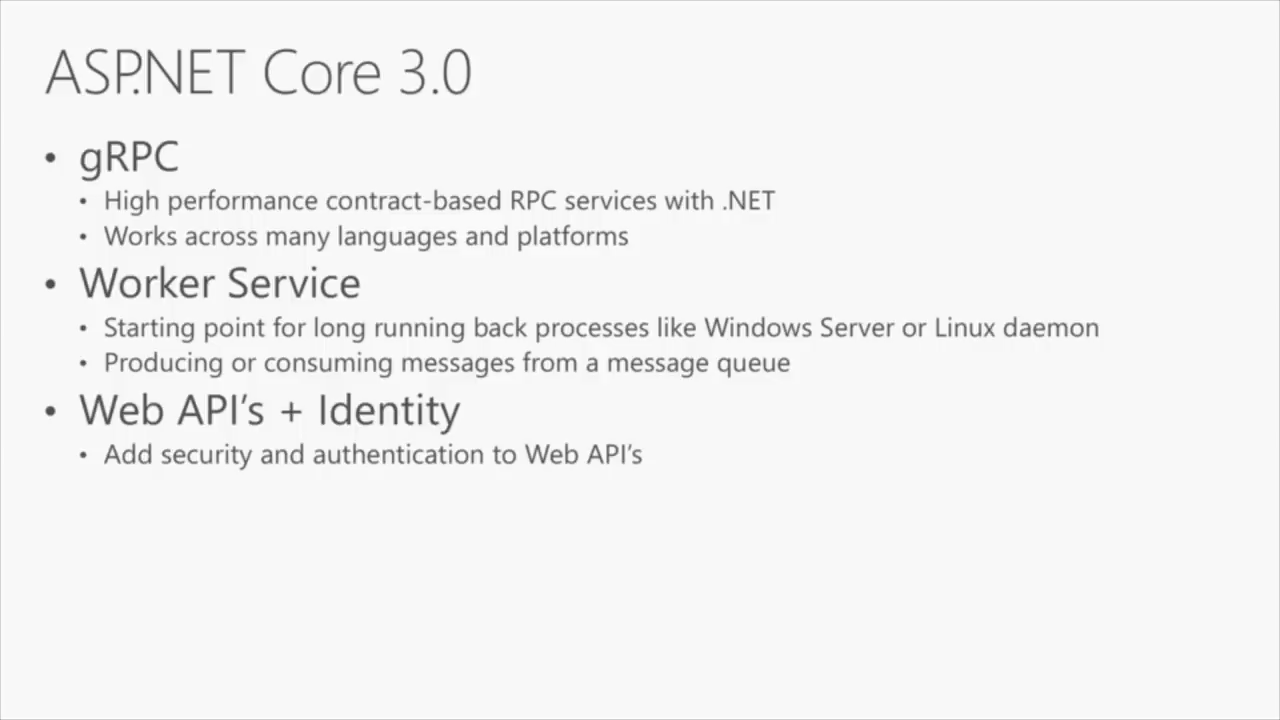 ASP.NET Core 3.0
• gRPC
• High performance contract-based RPC services with .NET
• Works across many languages and platforms
• Worker Service
• Starting point for long running back processes like Windows Server or Linux daemon
• Producing or consuming messages from a message queue
• Web API’s + Identity
• Add security and authentication to Web API’s